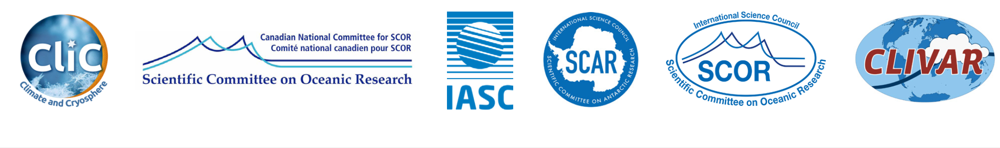 CliC
Climate and Cryosphere
Canadian National Committee for SCOR
Comité national canadien pour SCOR
Scientific Committee on Oceanic Research
IASC
INTERNATIONAL SCIENCE COUNCIL
SCAR
SCIENTIFIC COMMITTEE ON ANTARCTIC RESEARCH
International Science Council
SCOR
Scientific Committee on Oceanic Research
CLIVAR